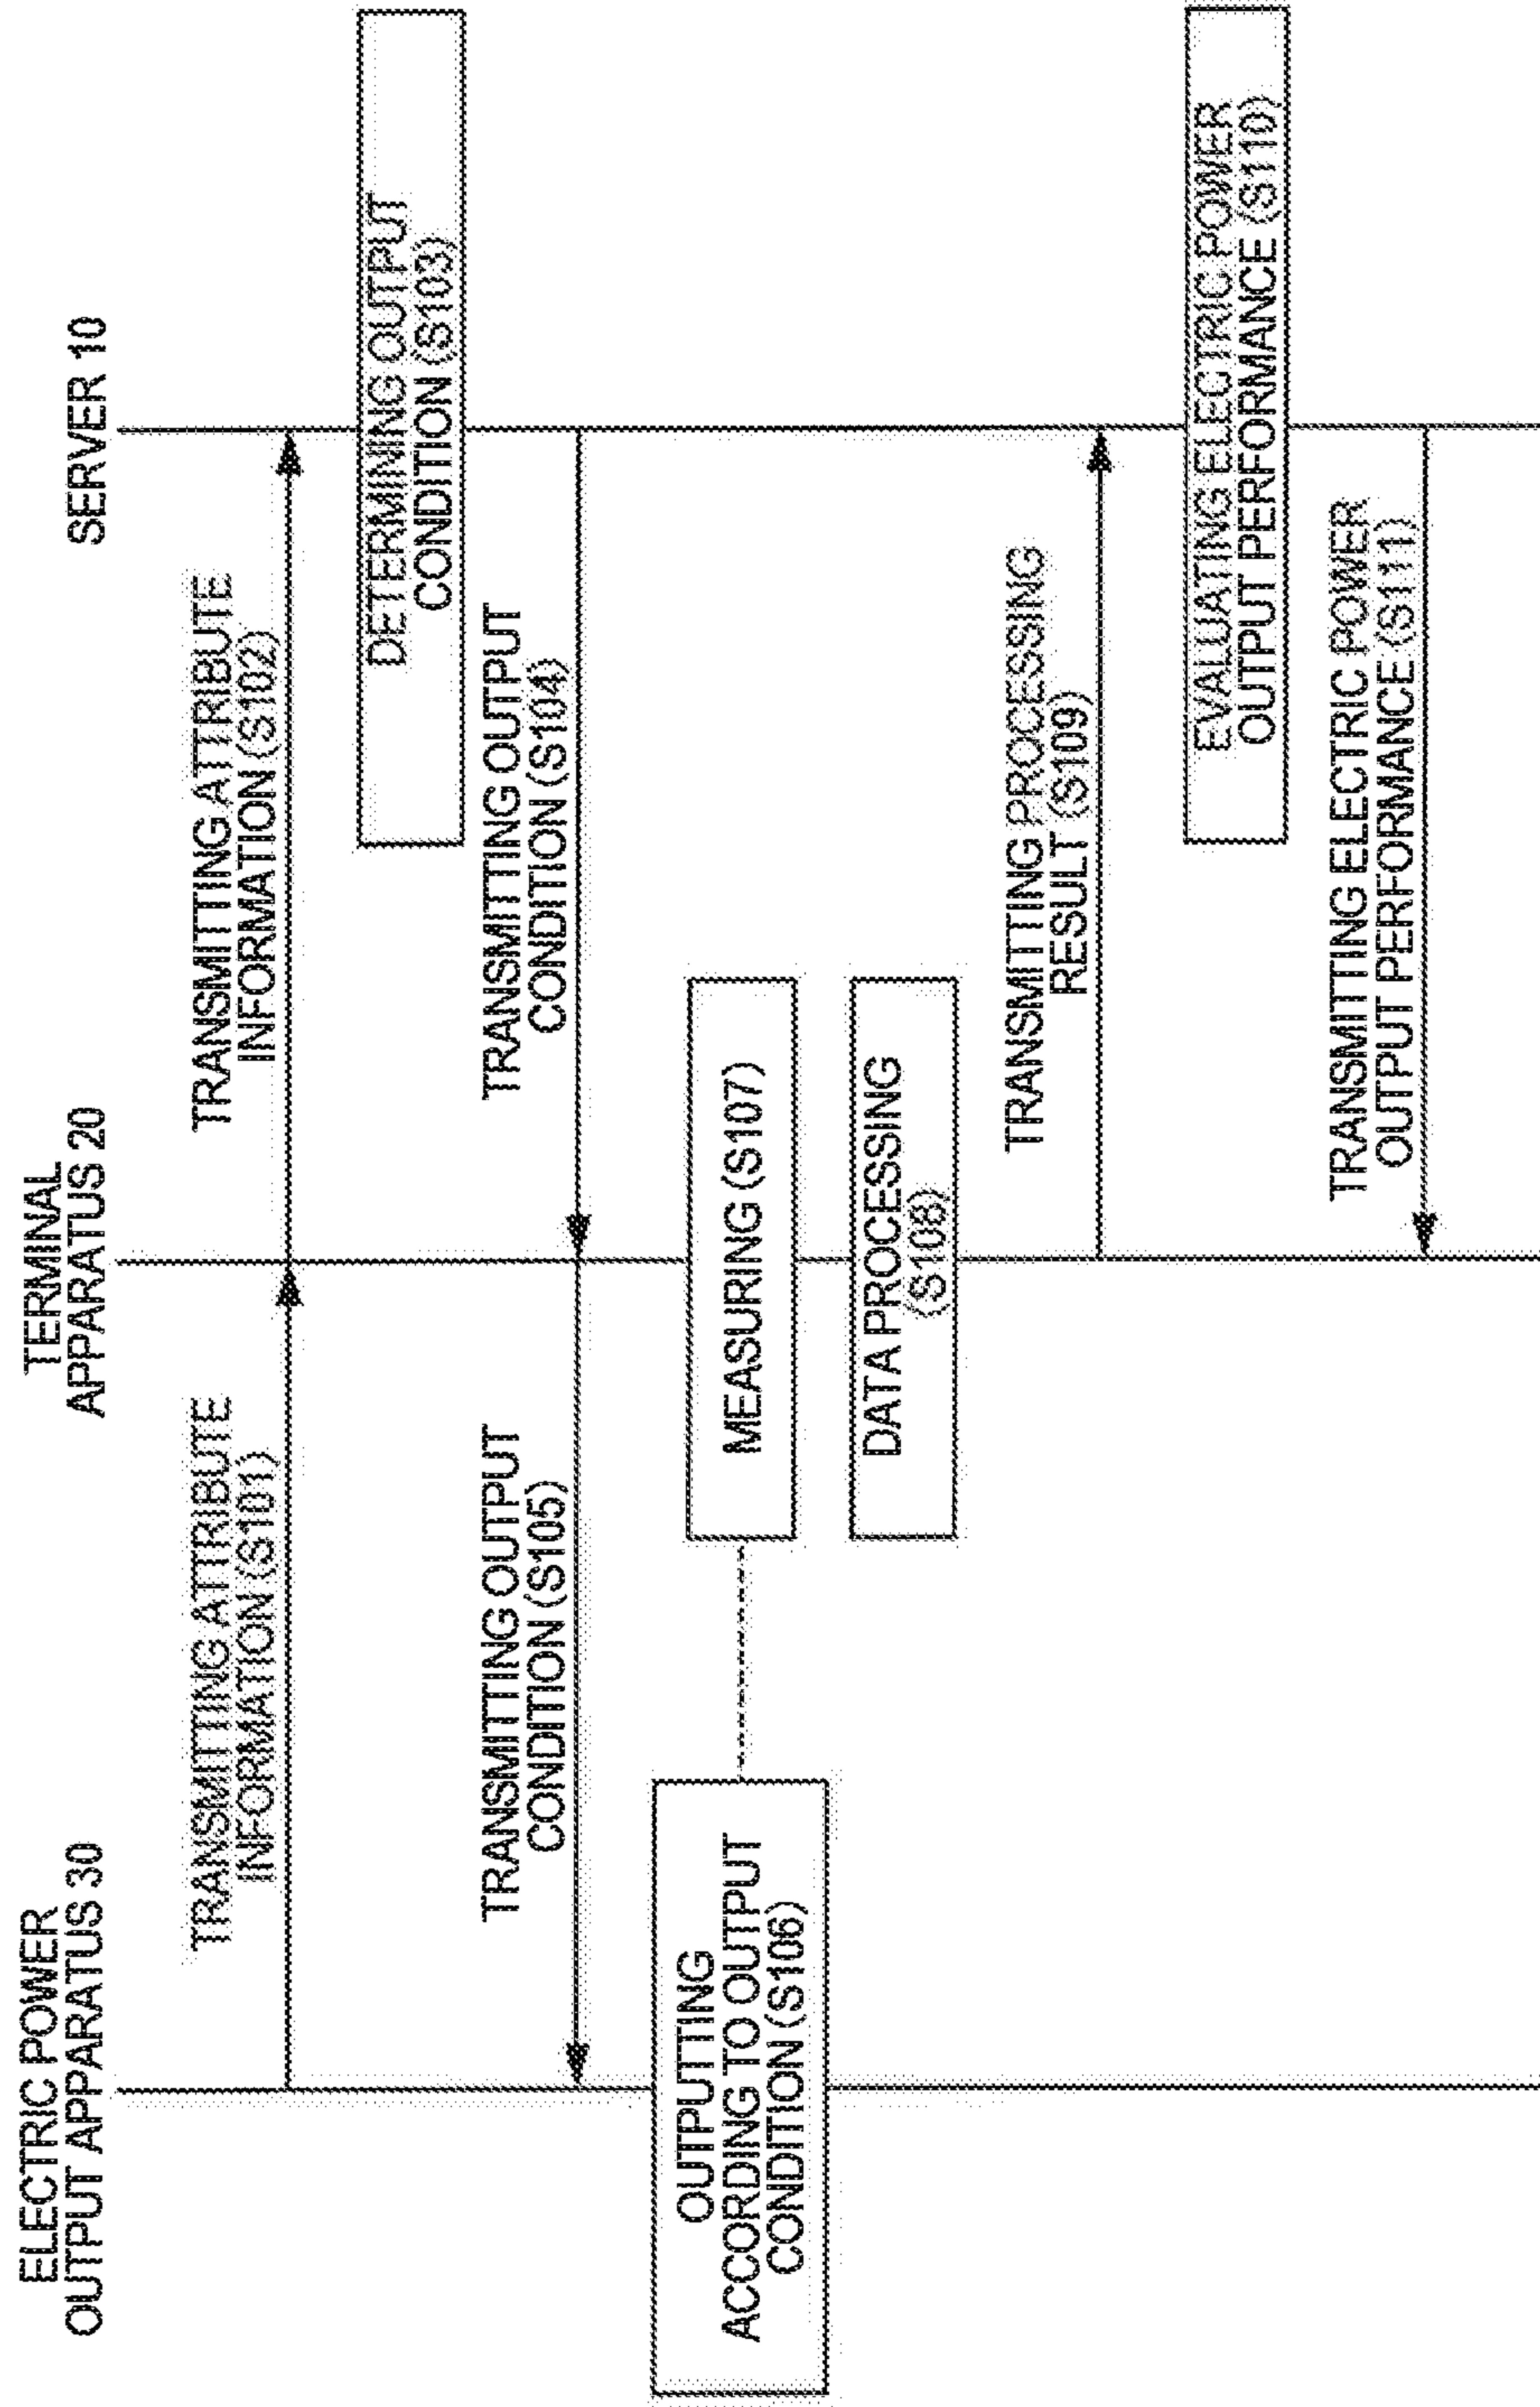 ELECTRIC POWER
OUTPUT APPARATUS 30
TERMINAL
APPARATUS 20
SERVER 10
TRANSMITTING ATTRIBUTE
INFORMATION (S101)
TRANSMITTING ATTRIBUTE
INFORMATION (S102)
DETERMINING OUTPUT
CONDITION (S103)
TRANSMITTING OUTPUT
CONDITION (S104)
TRANSMITTING OUTPUT
CONDITION (S105)
OUTPUTTING
ACCORDING TO OUTPUT
CONDITION (S106)
MEASURING (S107)
DATA PROCESSING
(S108)
TRANSMITTING PROCESSING
RESULT (S109)
EVALUATING ELECTRIC POWER
OUTPUT PERFORMANCE (S110)
TRANSMITTING ELECTRIC POWER
OUTPUT PERFORMANCE (S111)